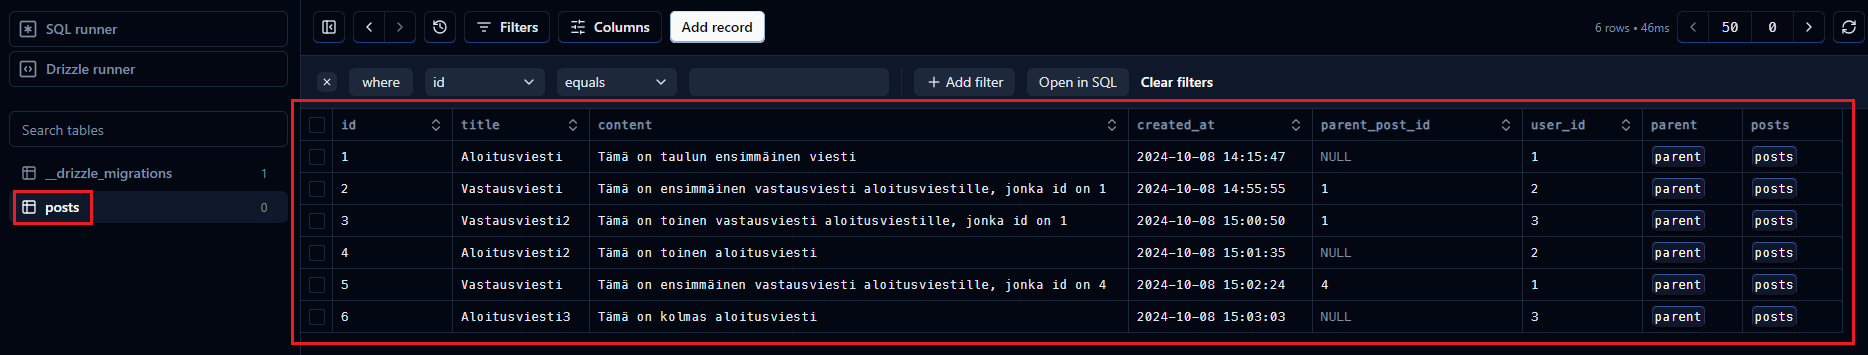 SQL runner
Drizzle runner
Search tables
__drizzle_migrations 1
posts 0
Filters Columns Add record 6 rows • 46ms 50 0
where id equals Add filter Open in SQL Clear filters
id title content created_at parent_post_id user_id parent posts
1 Aloitusviesti Tämä on taulun ensimmäinen viesti 2024-10-08 14:15:47 NULL 1 parent posts
2 Vastausviesti Tämä on ensimmäinen vastausviesti aloitusviestille, jonka id on 1 2024-10-08 14:55:55 1 2 parent posts
3 Vastausviesti2 Tämä on toinen vastausviesti aloitusviestille, jonka id on 1 2024-10-08 15:00:50 1 3 parent posts
4 Aloitusviesti2 Tämä on toinen aloitusviesti 2024-10-08 15:01:35 NULL 2 parent posts
5 Vastausviesti Tämä on ensimmäinen vastausviesti aloitusviestille, jonka id on 4 2024-10-08 15:02:24 4 1 parent posts
6 Aloitusviesti3 Tämä on kolmas aloitusviesti 2024-10-08 15:03:03 NULL 3 parent posts